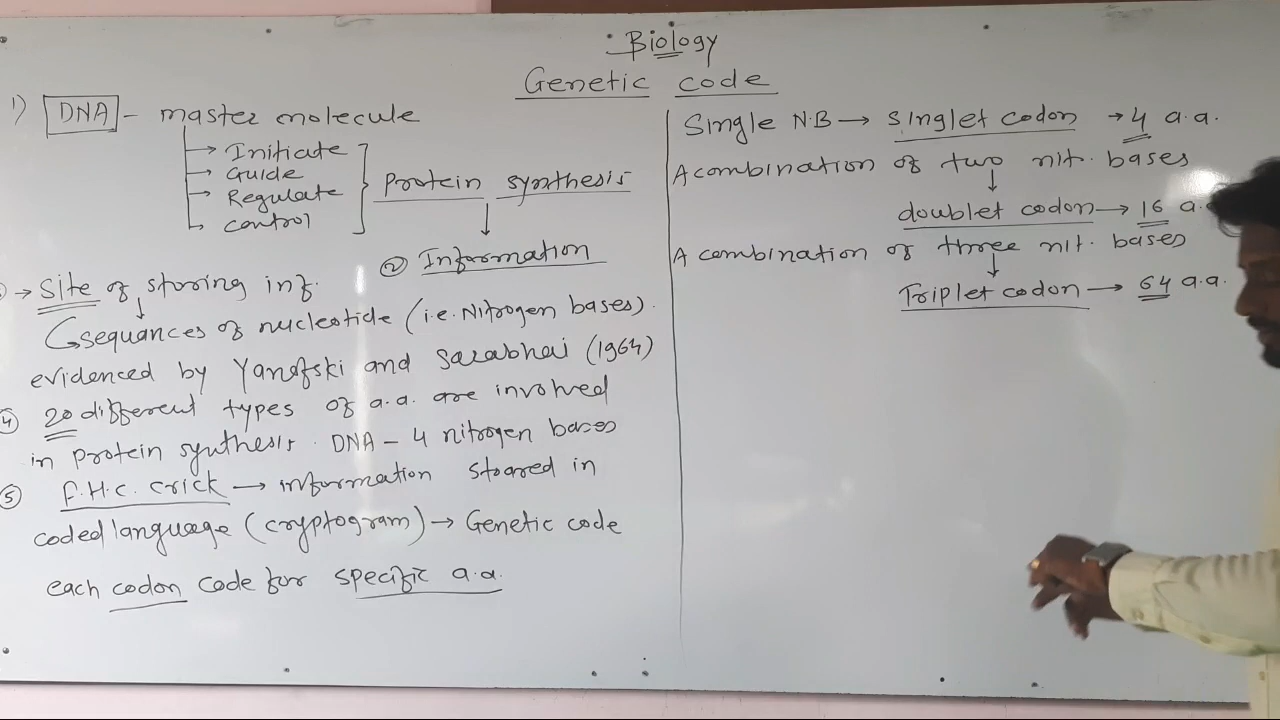 Biology
Genetic code
1) DNA - master molecule
→ Initiate
→ Guide
→ Regulate
→ control
Protein synthesis
② Information
→ Site of storing inf.
sequances of nucleotide (i.e. Nitrogen bases).
evidenced by Yanofski and Sarabhai (1964)
④ 20 different types of a.a. are involved
in protein synthesis. DNA - 4 nitrogen bases
⑤ F.H.C. Crick → information stoared in
coded language (cryptogram) → Genetic code
each codon code for specific a.a.
Single N.B → singlet codon → 4 a.a.
A combination of two nit. bases
doublet codon → 16 a.
A combination of three nit. bases
Triplet codon → 64 a.a.